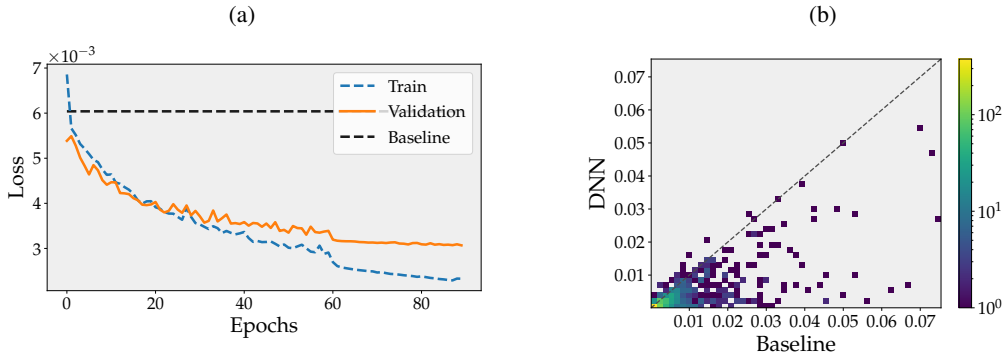 (a)
×10⁻³
7
6
5
4
3
Loss
0
20
40
60
80
Epochs
Train
Validation
Baseline
(b)
0.07
0.06
0.05
0.04
0.03
0.02
0.01
DNN
0.01 0.02 0.03 0.04 0.05 0.06 0.07
Baseline
10²
10¹
10⁰